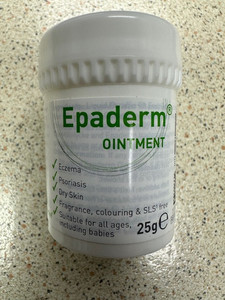 Epaderm®
OINTMENT
✓ Eczema
✓ Psoriasis
✓ Dry Skin
✓ Fragrance, colouring & SLS† free
✓ Suitable for all ages,
including babies
25g℮